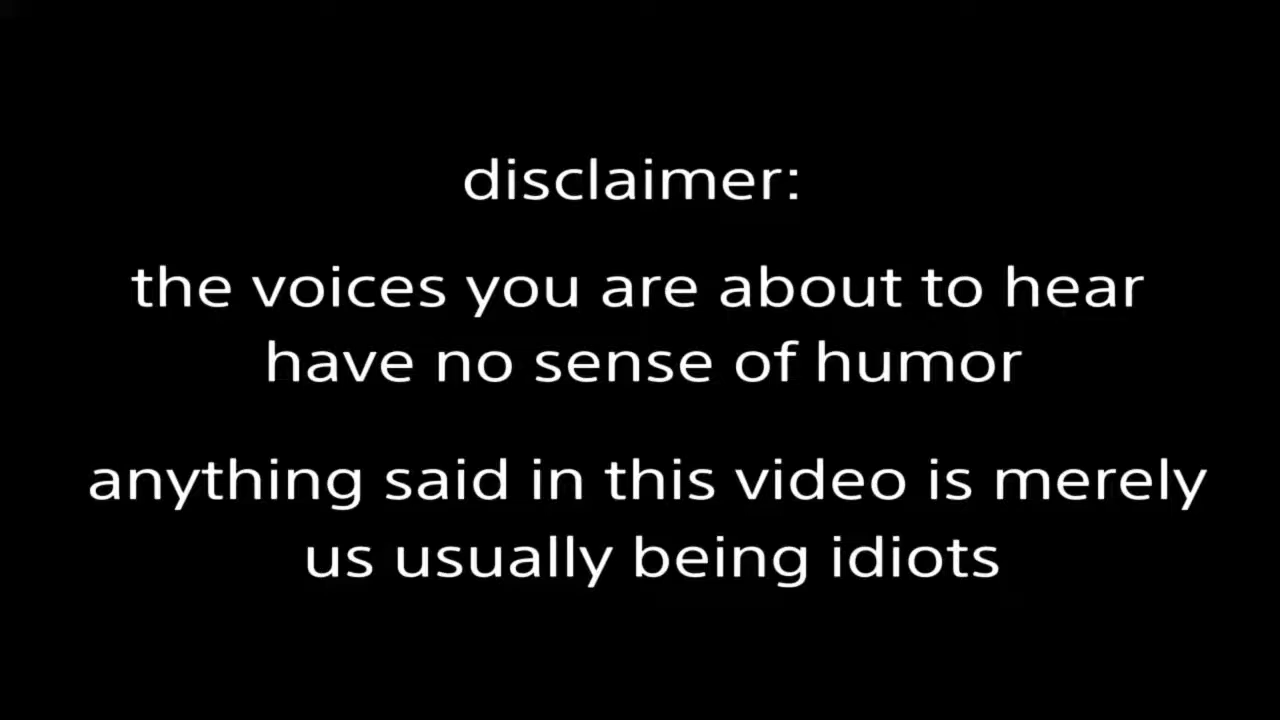 disclaimer:
the voices you are about to hear
have no sense of humor
anything said in this video is merely
us usually being idiots